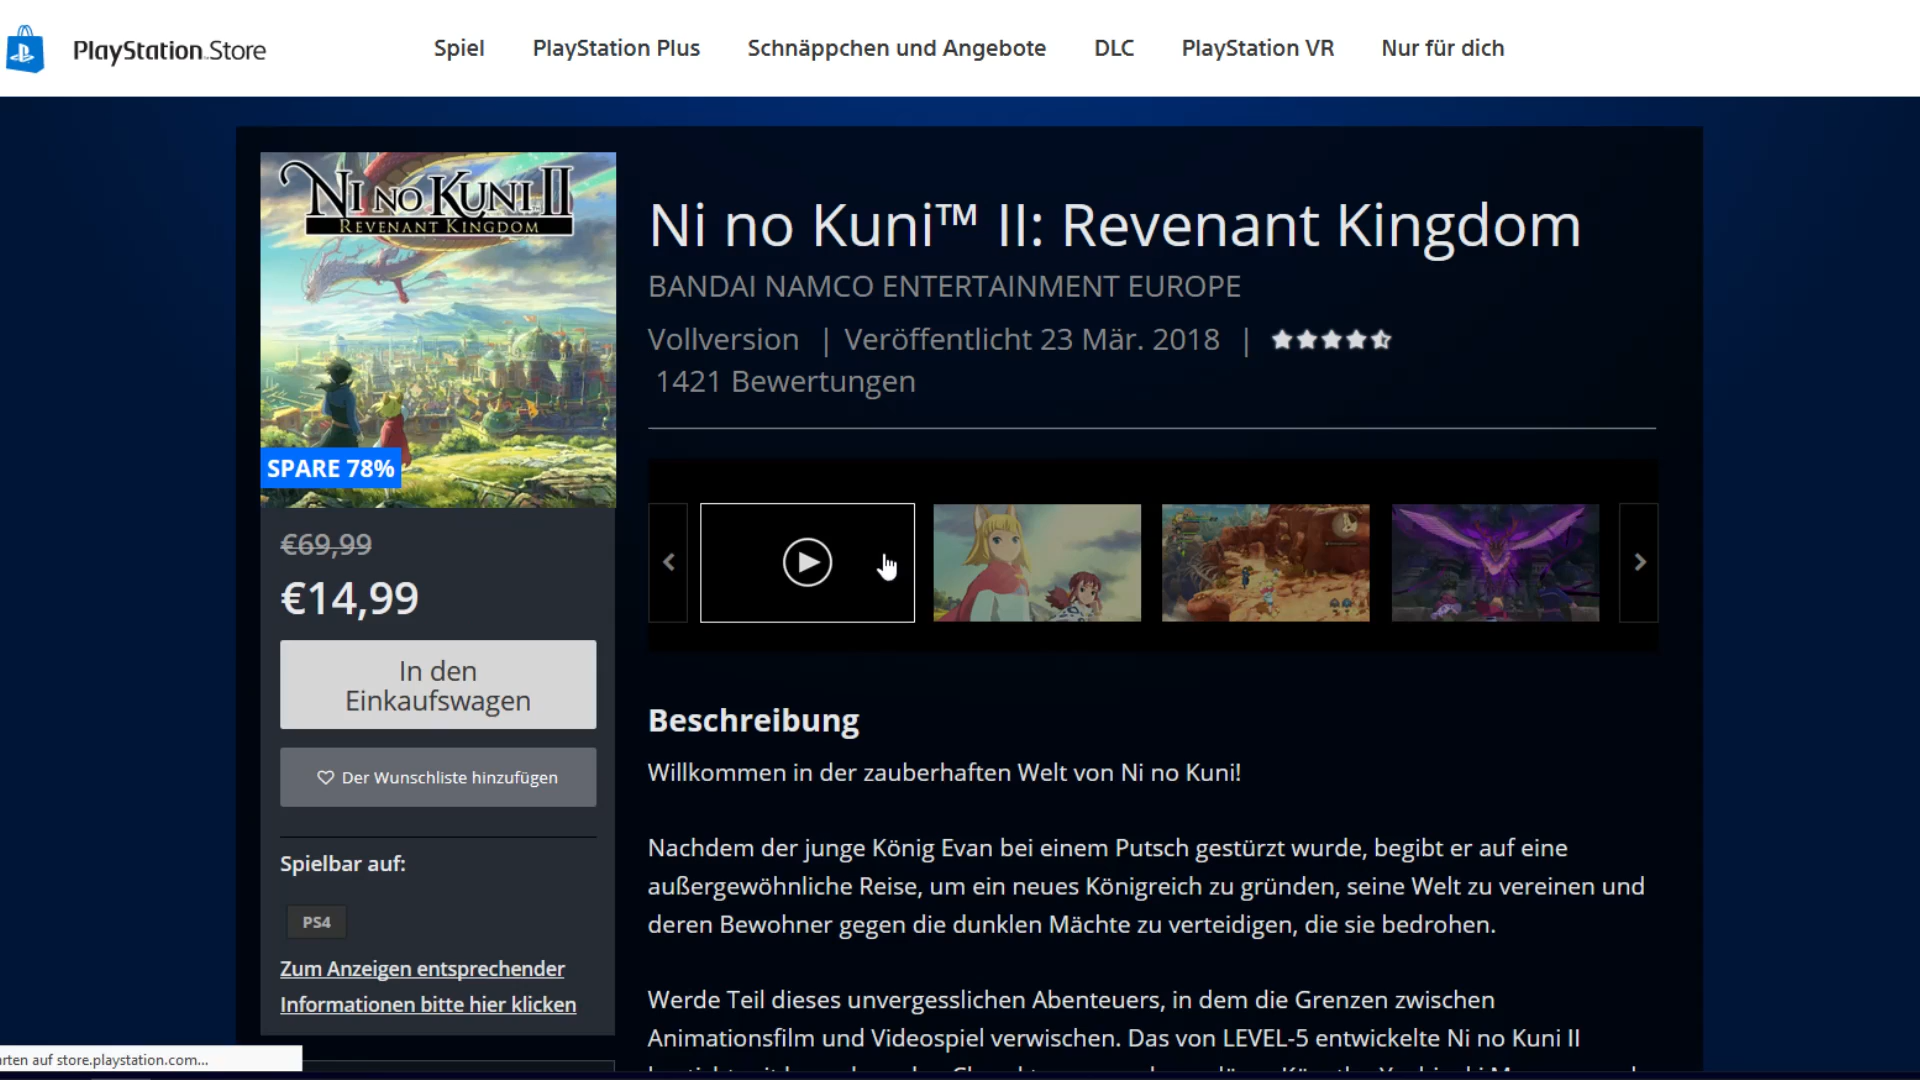 PlayStation.Store
Spiel
PlayStation Plus
Schnäppchen und Angebote
DLC
PlayStation VR
Nur für dich
NI NO KUNI II
REVENANT KINGDOM
SPARE 78%
€69,99
€14,99
In den
Einkaufswagen
Der Wunschliste hinzufügen
Spielbar auf:
PS4
Zum Anzeigen entsprechender
Informationen bitte hier klicken
Ni no Kuni™ II: Revenant Kingdom
BANDAI NAMCO ENTERTAINMENT EUROPE
Vollversion | Veröffentlicht 23 Mär. 2018 |
1421 Bewertungen
Beschreibung
Willkommen in der zauberhaften Welt von Ni no Kuni!
Nachdem der junge König Evan bei einem Putsch gestürzt wurde, begibt er auf eine
außergewöhnliche Reise, um ein neues Königreich zu gründen, seine Welt zu vereinen und
deren Bewohner gegen die dunklen Mächte zu verteidigen, die sie bedrohen.
Werde Teil dieses unvergesslichen Abenteuers, in dem die Grenzen zwischen
Animationsfilm und Videospiel verwischen. Das von LEVEL-5 entwickelte Ni no Kuni II
arten auf store.playstation.com...